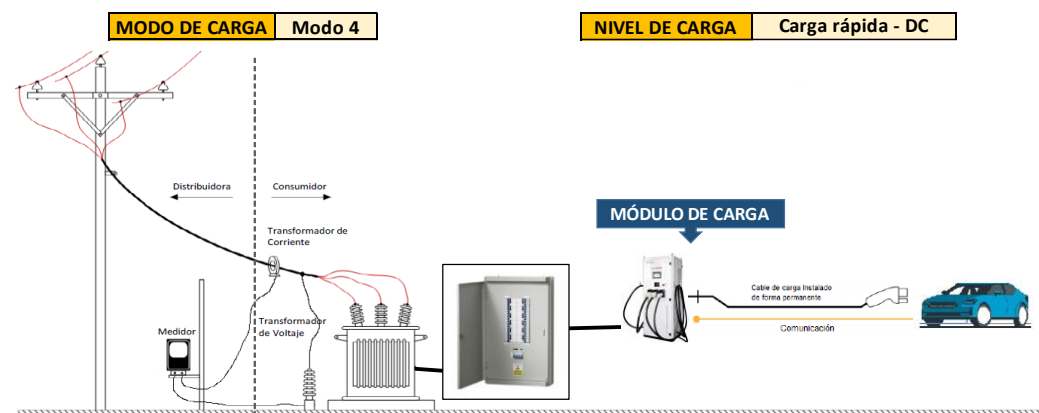 MODO DE CARGA Modo 4
NIVEL DE CARGA Carga rápida - DC
Distribuidora
Consumidor
MÓDULO DE CARGA
Transformador de
Corriente
Cable de carga Instalado
de forma permanente
Comunicación
Medidor
Transformador
de Voltaje